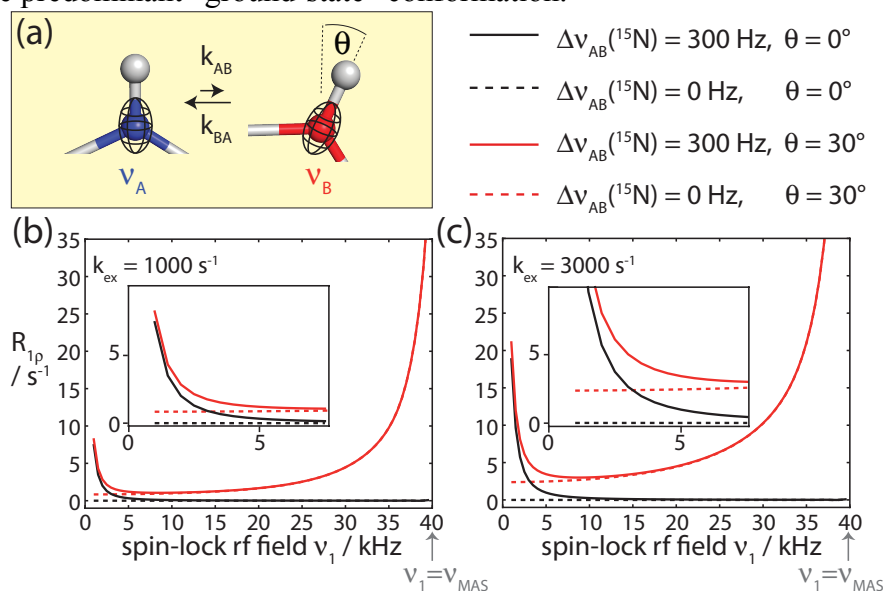 (a)
θ
k_AB
k_BA
ν_A
ν_B
Δν_AB(¹⁵N) = 300 Hz, θ = 0°
Δν_AB(¹⁵N) = 0 Hz, θ = 0°
Δν_AB(¹⁵N) = 300 Hz, θ = 30°
Δν_AB(¹⁵N) = 0 Hz, θ = 30°
(b)
k_ex = 1000 s⁻¹
R_1ρ
/ s⁻¹
35
30
25
20
15
10
5
0
5
0
0 5
0 5 10 15 20 25 30 35 40
spin-lock rf field ν₁ / kHz
ν₁=ν_MAS
(c)
k_ex = 3000 s⁻¹
35
30
25
20
15
10
5
0
5
0
0 5
0 5 10 15 20 25 30 35 40
spin-lock rf field ν₁ / kHz
ν₁=ν_MAS